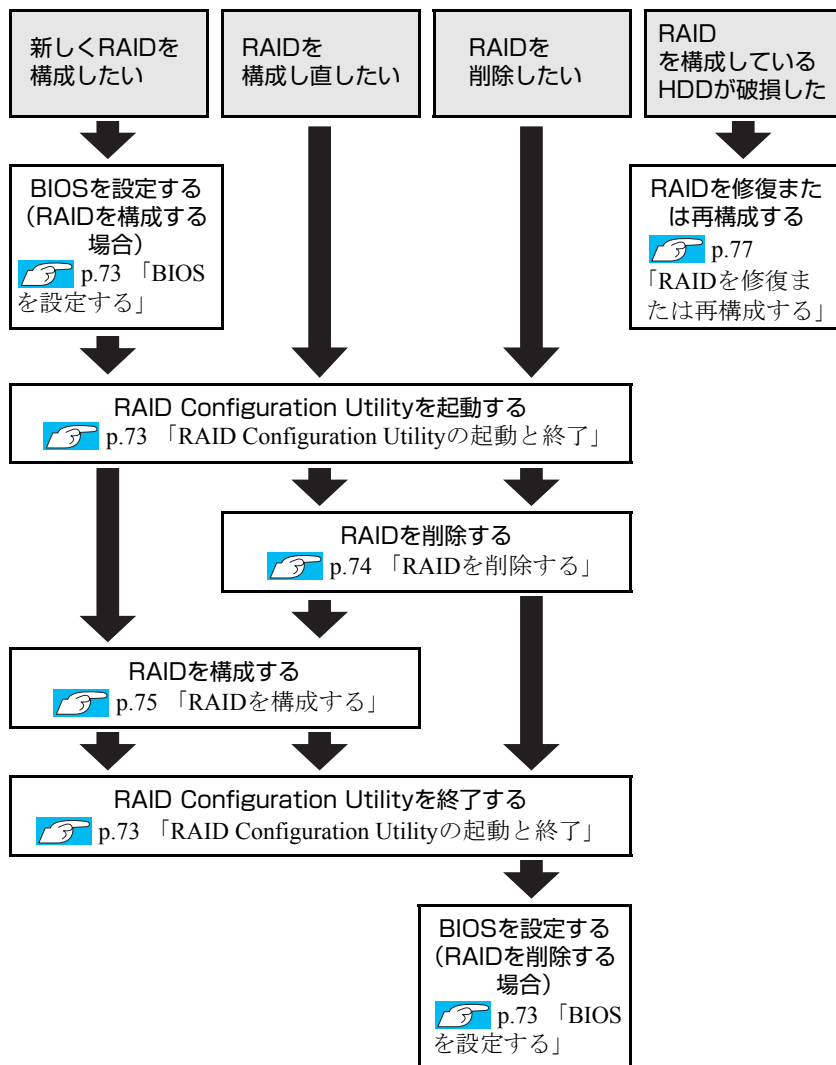 新しくRAIDを
構成したい
RAIDを
構成し直したい
RAIDを
削除したい
RAID
を構成している
HDDが破損した
BIOSを設定する
（RAIDを構成する
場合）
p.73 「BIOS
を設定する」
RAIDを修復また
は再構成する
p.77
「RAIDを修復ま
たは再構成する」
RAID Configuration Utilityを起動する
p.73 「RAID Configuration Utilityの起動と終了」
RAIDを削除する
p.74 「RAIDを削除する」
RAIDを構成する
p.75 「RAIDを構成する」
RAID Configuration Utilityを終了する
p.73 「RAID Configuration Utilityの起動と終了」
BIOSを設定する
（RAIDを削除する
場合）
p.73 「BIOS
を設定する」